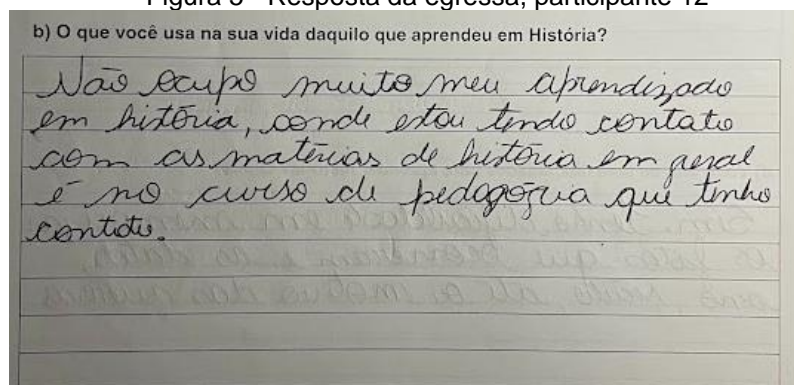 Figura 8 - Resposta da egressa, participante 12
b) O que você usa na sua vida daquilo que aprendeu em História?
Não ocupo muito meu aprendizado
em história, aonde estou tendo contato
com as matérias de história em geral
é no curso de pedagogia que tenho
contato.